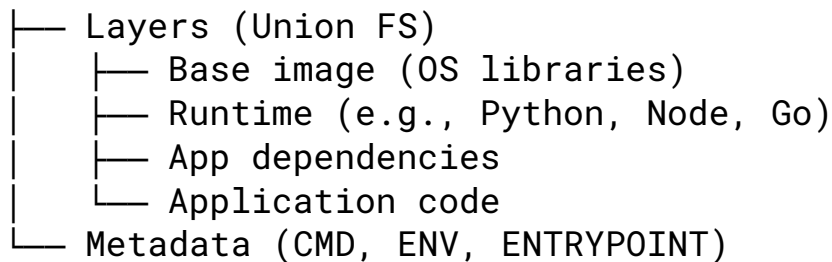 ├── Layers (Union FS)
│   ├── Base image (OS libraries)
│   ├── Runtime (e.g., Python, Node, Go)
│   ├── App dependencies
│   └── Application code
└── Metadata (CMD, ENV, ENTRYPOINT)